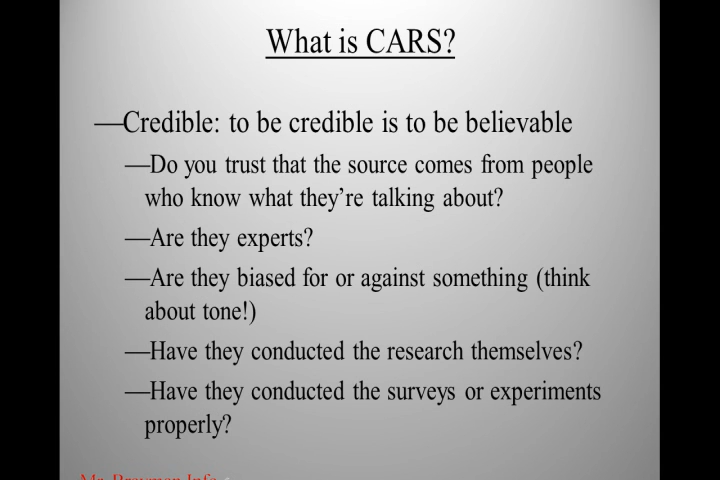 What is CARS?
—Credible: to be credible is to be believable
—Do you trust that the source comes from people
who know what they're talking about?
—Are they experts?
—Are they biased for or against something (think
about tone!)
—Have they conducted the research themselves?
—Have they conducted the surveys or experiments
properly?